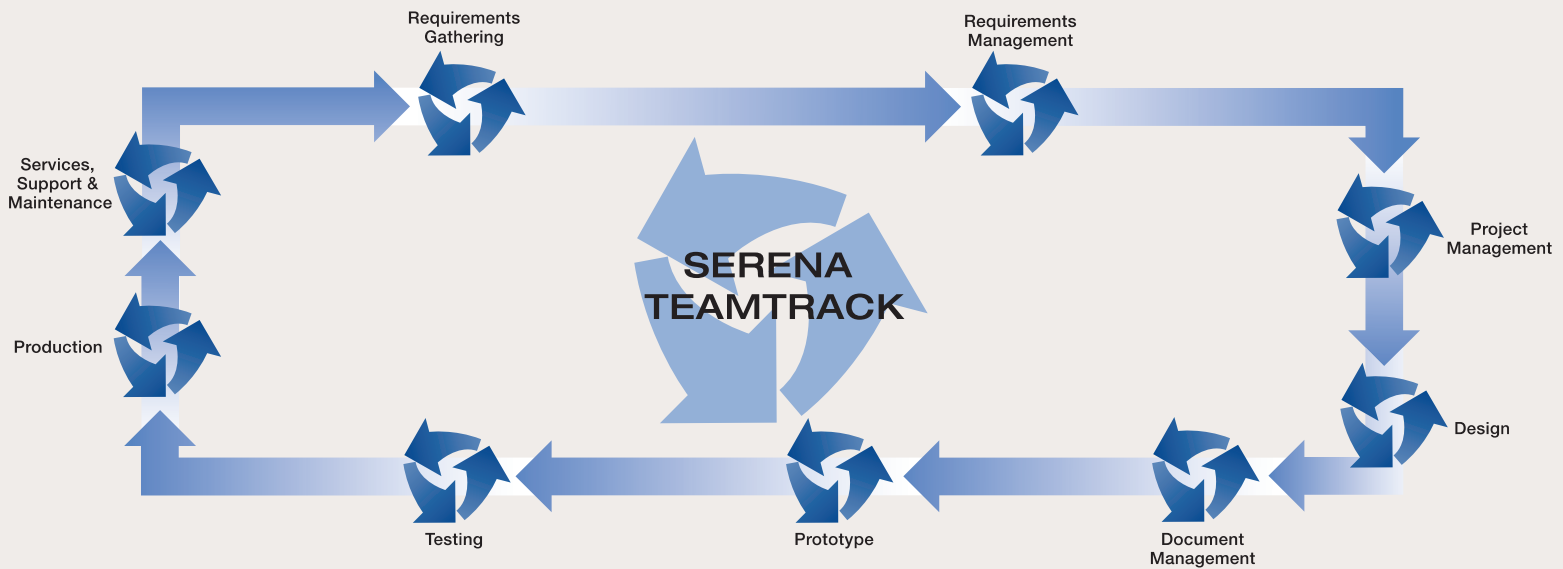 Requirements
Gathering
Requirements
Management
Services,
Support &
Maintenance
Project
Management
SERENA
TEAMTRACK
Production
Design
Testing
Prototype
Document
Management